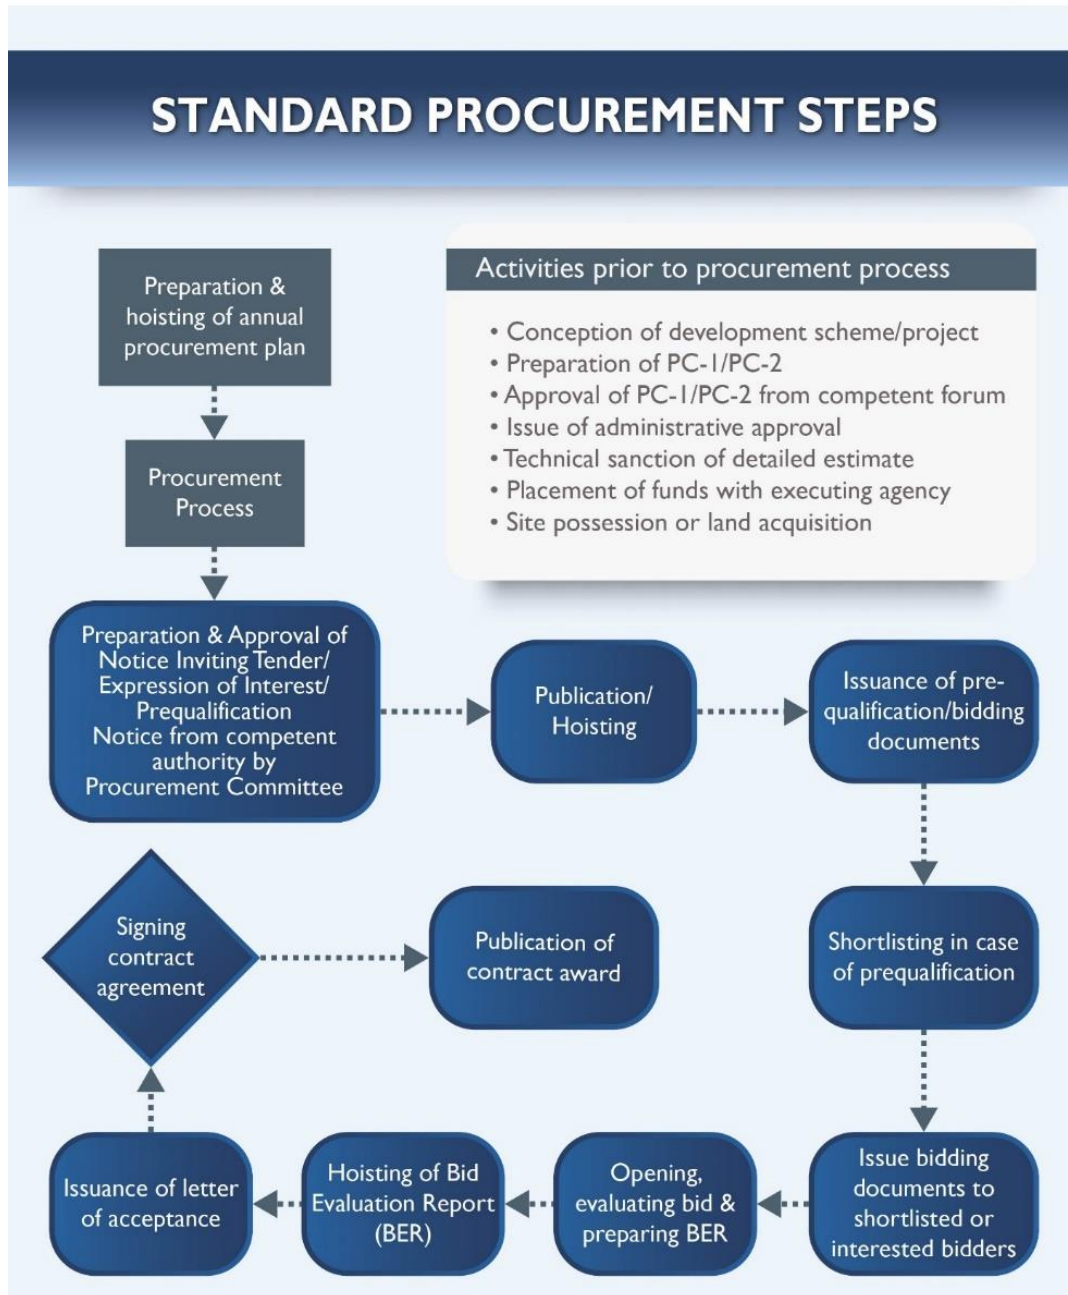 STANDARD PROCUREMENT STEPS
Preparation &
hoisting of annual
procurement plan
Procurement
Process
Activities prior to procurement process
• Conception of development scheme/project
• Preparation of PC-1/PC-2
• Approval of PC-1/PC-2 from competent forum
• Issue of administrative approval
• Technical sanction of detailed estimate
• Placement of funds with executing agency
• Site possession or land acquisition
Preparation & Approval of
Notice Inviting Tender/
Expression of Interest/
Prequalification
Notice from competent
authority by
Procurement Committee
Publication/
Hoisting
Issuance of pre-
qualification/bidding
documents
Shortlisting in case
of prequalification
Issue bidding
documents to
shortlisted or
interested bidders
Opening,
evaluating bid &
preparing BER
Hoisting of Bid
Evaluation Report
(BER)
Issuance of letter
of acceptance
Signing
contract
agreement
Publication of
contract award